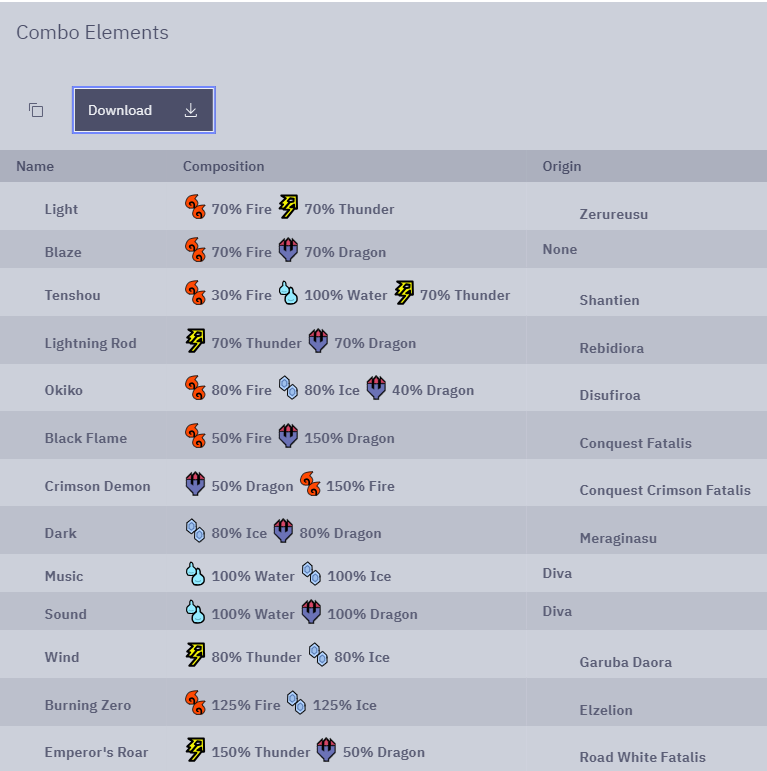 Combo Elements
Download
Name Composition Origin
Light 70% Fire 70% Thunder Zerureusu
Blaze 70% Fire 70% Dragon None
Tenshou 30% Fire 100% Water 70% Thunder Shantien
Lightning Rod 70% Thunder 70% Dragon Rebidiora
Okiko 80% Fire 80% Ice 40% Dragon Disufiroa
Black Flame 50% Fire 150% Dragon Conquest Fatalis
Crimson Demon 50% Dragon 150% Fire Conquest Crimson Fatalis
Dark 80% Ice 80% Dragon Meraginasu
Music 100% Water 100% Ice Diva
Sound 100% Water 100% Dragon Diva
Wind 80% Thunder 80% Ice Garuba Daora
Burning Zero 125% Fire 125% Ice Elzelion
Emperor's Roar 150% Thunder 50% Dragon Road White Fatalis